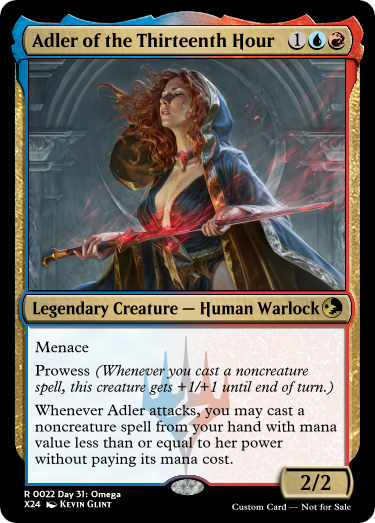 Adler of the Thirteenth Hour 1
Legendary Creature — Human Warlock
Menace
Prowess (Whenever you cast a noncreature
spell, this creature gets +1/+1 until end of turn.)
Whenever Adler attacks, you may cast a
noncreature spell from your hand with mana
value less than or equal to her power
without paying its mana cost.
2/2
R 0022 Day 31: Omega
X24 Kevin Glint
Custom Card — Not for Sale